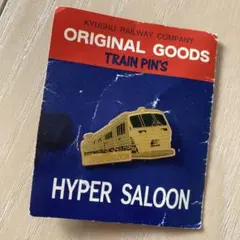 KYUSHU RAILWAY COMPANY
ORIGINAL GOODS
TRAIN PIN'S
HYPER SALOON